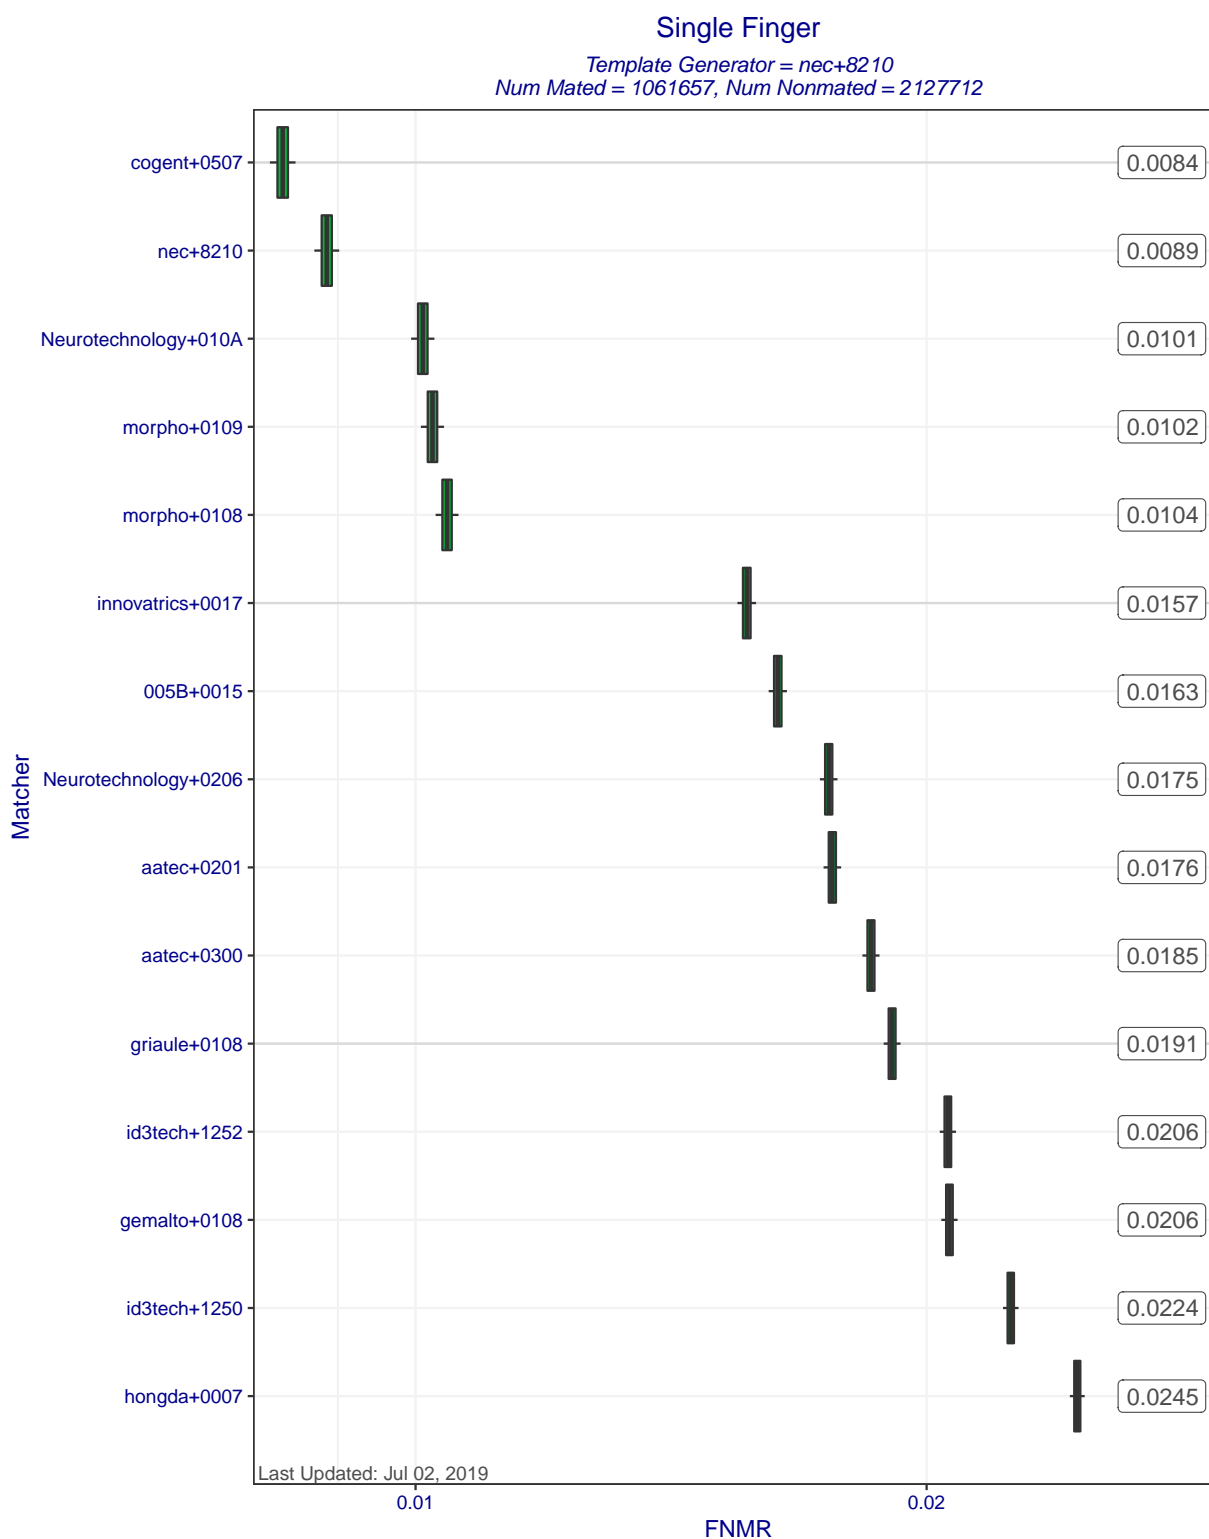 Single Finger
Template Generator = nec+8210
Num Mated = 1061657, Num Nonmated = 2127712
cogent+0507 0.0084
nec+8210 0.0089
Neurotechnology+010A 0.0101
morpho+0109 0.0102
morpho+0108 0.0104
innovatrics+0017 0.0157
005B+0015 0.0163
Neurotechnology+0206 0.0175
aatec+0201 0.0176
aatec+0300 0.0185
griaule+0108 0.0191
id3tech+1252 0.0206
gemalto+0108 0.0206
id3tech+1250 0.0224
hongda+0007 0.0245
Matcher
Last Updated: Jul 02, 2019
0.01 0.02
FNMR